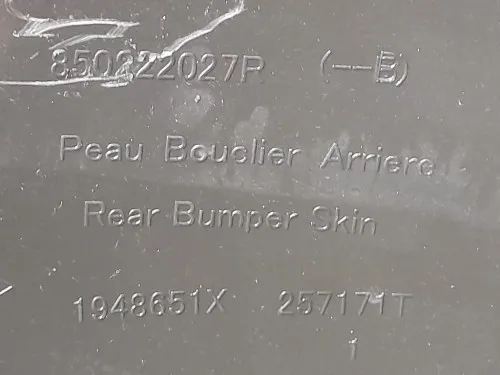 850222027R (--B)
Peau Bouclier Arriere
Rear Bumper Skin
1948651X 257171T
1